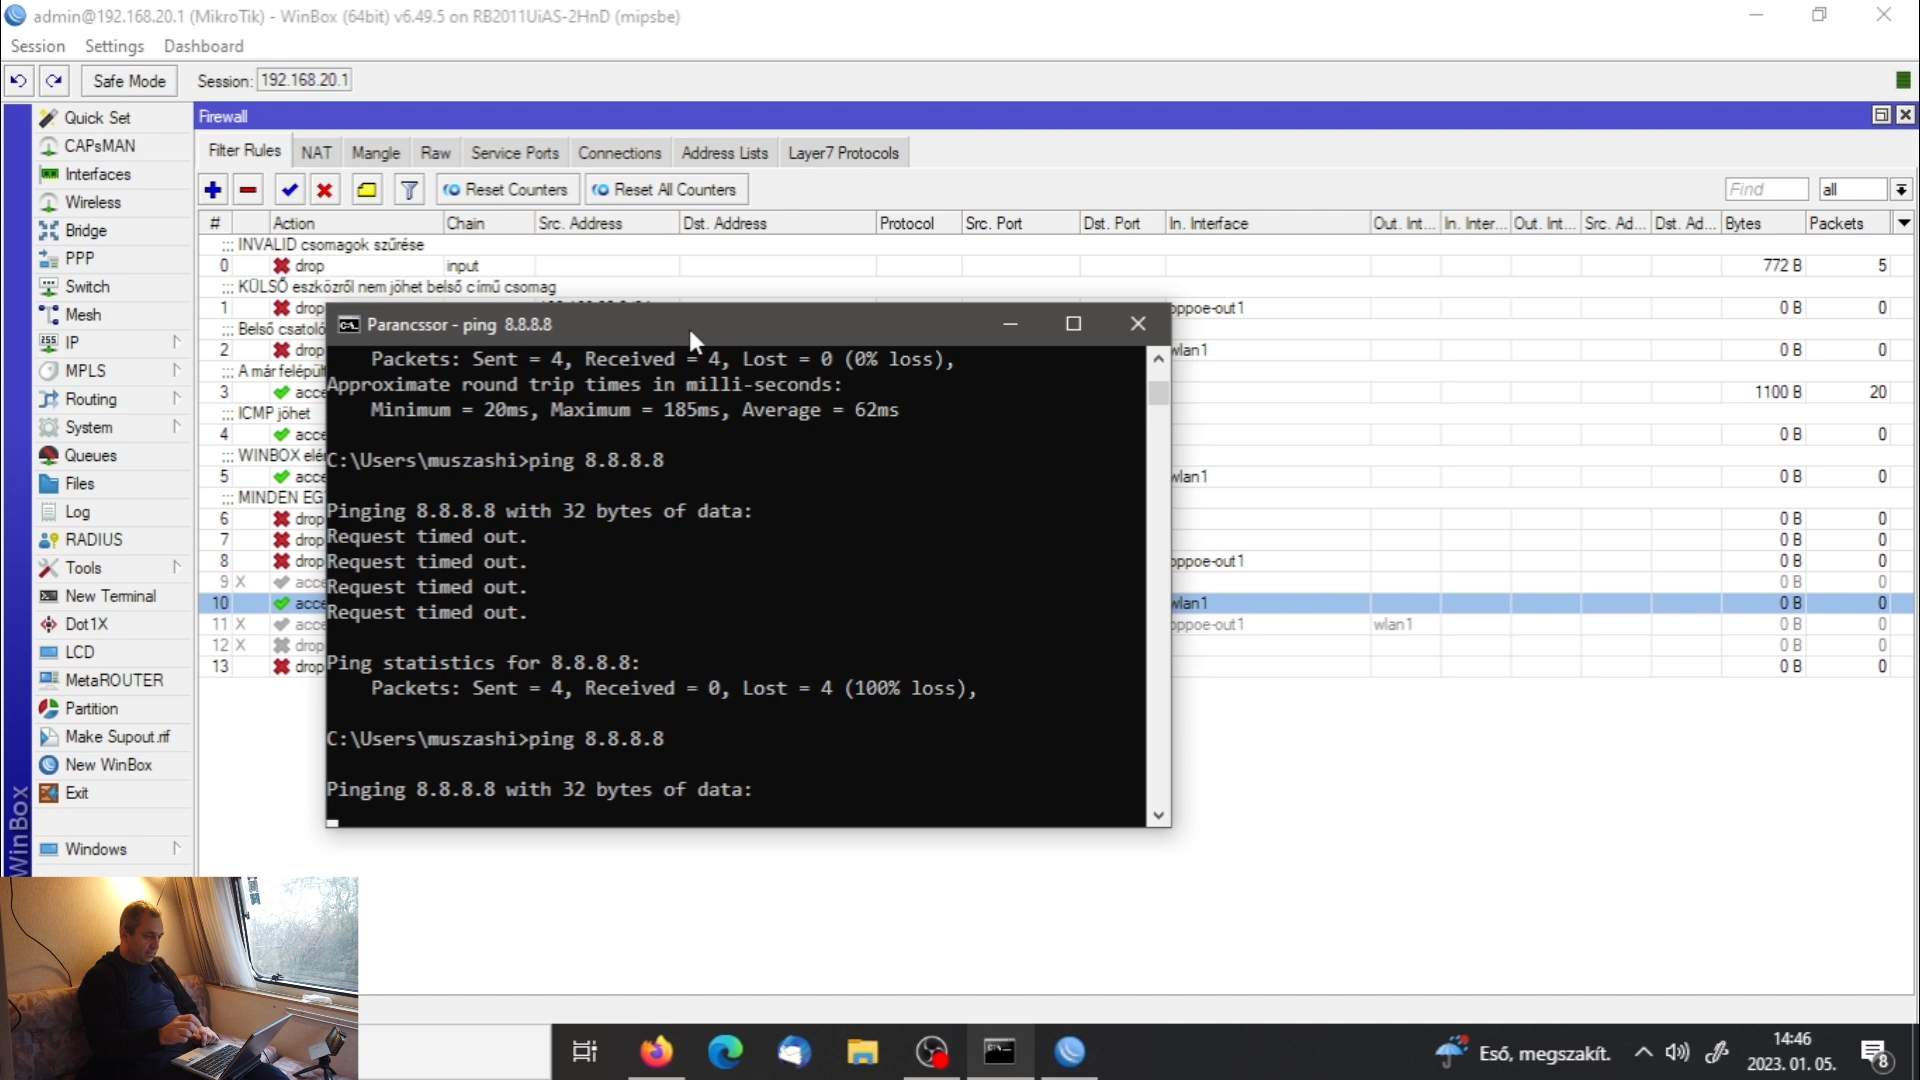 admin@192.168.20.1 (MikroTik) - WinBox (64bit) v6.49.5 on RB2011UiAS-2HnD (mipsbe)
Session Settings Dashboard
Safe Mode Session: 192.168.20.1
Quick Set
CAPsMAN
Interfaces
Wireless
Bridge
PPP
Switch
Mesh
IP
MPLS
Routing
System
Queues
Files
Log
RADIUS
Tools
New Terminal
Dot1X
LCD
MetaROUTER
Partition
Make Supout.rif
New WinBox
Exit
Windows
WinBox
Firewall
Filter Rules NAT Mangle Raw Service Ports Connections Address Lists Layer7 Protocols
Reset Counters Reset All Counters Find all
# Action Chain Src. Address Dst. Address Protocol Src. Port Dst. Port In. Interface Out. Int... In. Inter... Out. Int... Src. Ad... Dst. Ad... Bytes Packets
::: INVALID csomagok szűrése
0 drop input 772 B 5
::: KÜLSŐ eszközről nem jöhet belső című csomag
1 drop pppoe-out1 0 B 0
::: Belső csatoló
2 drop wlan1 0 B 0
::: A már felépült
3 acce 1100 B 20
::: ICMP jöhet
4 acce 0 B 0
::: WINBOX elér
5 acce wlan1 0 B 0
::: MINDEN EG
6 drop 0 B 0
7 drop 0 B 0
8 drop pppoe-out1 0 B 0
9 X acce 0 B 0
10 acce wlan1 0 B 0
11 X acce pppoe-out1 wlan1 0 B 0
12 X drop 0 B 0
13 drop 0 B 0
Parancssor - ping 8.8.8.8
Packets: Sent = 4, Received = 4, Lost = 0 (0% loss),
Approximate round trip times in milli-seconds:
Minimum = 20ms, Maximum = 185ms, Average = 62ms
C:\Users\muszashi>ping 8.8.8.8
Pinging 8.8.8.8 with 32 bytes of data:
Request timed out.
Request timed out.
Request timed out.
Request timed out.
Ping statistics for 8.8.8.8:
Packets: Sent = 4, Received = 0, Lost = 4 (100% loss),
C:\Users\muszashi>ping 8.8.8.8
Pinging 8.8.8.8 with 32 bytes of data:
Eső, megszakít.
14:46
2023. 01. 05.
8